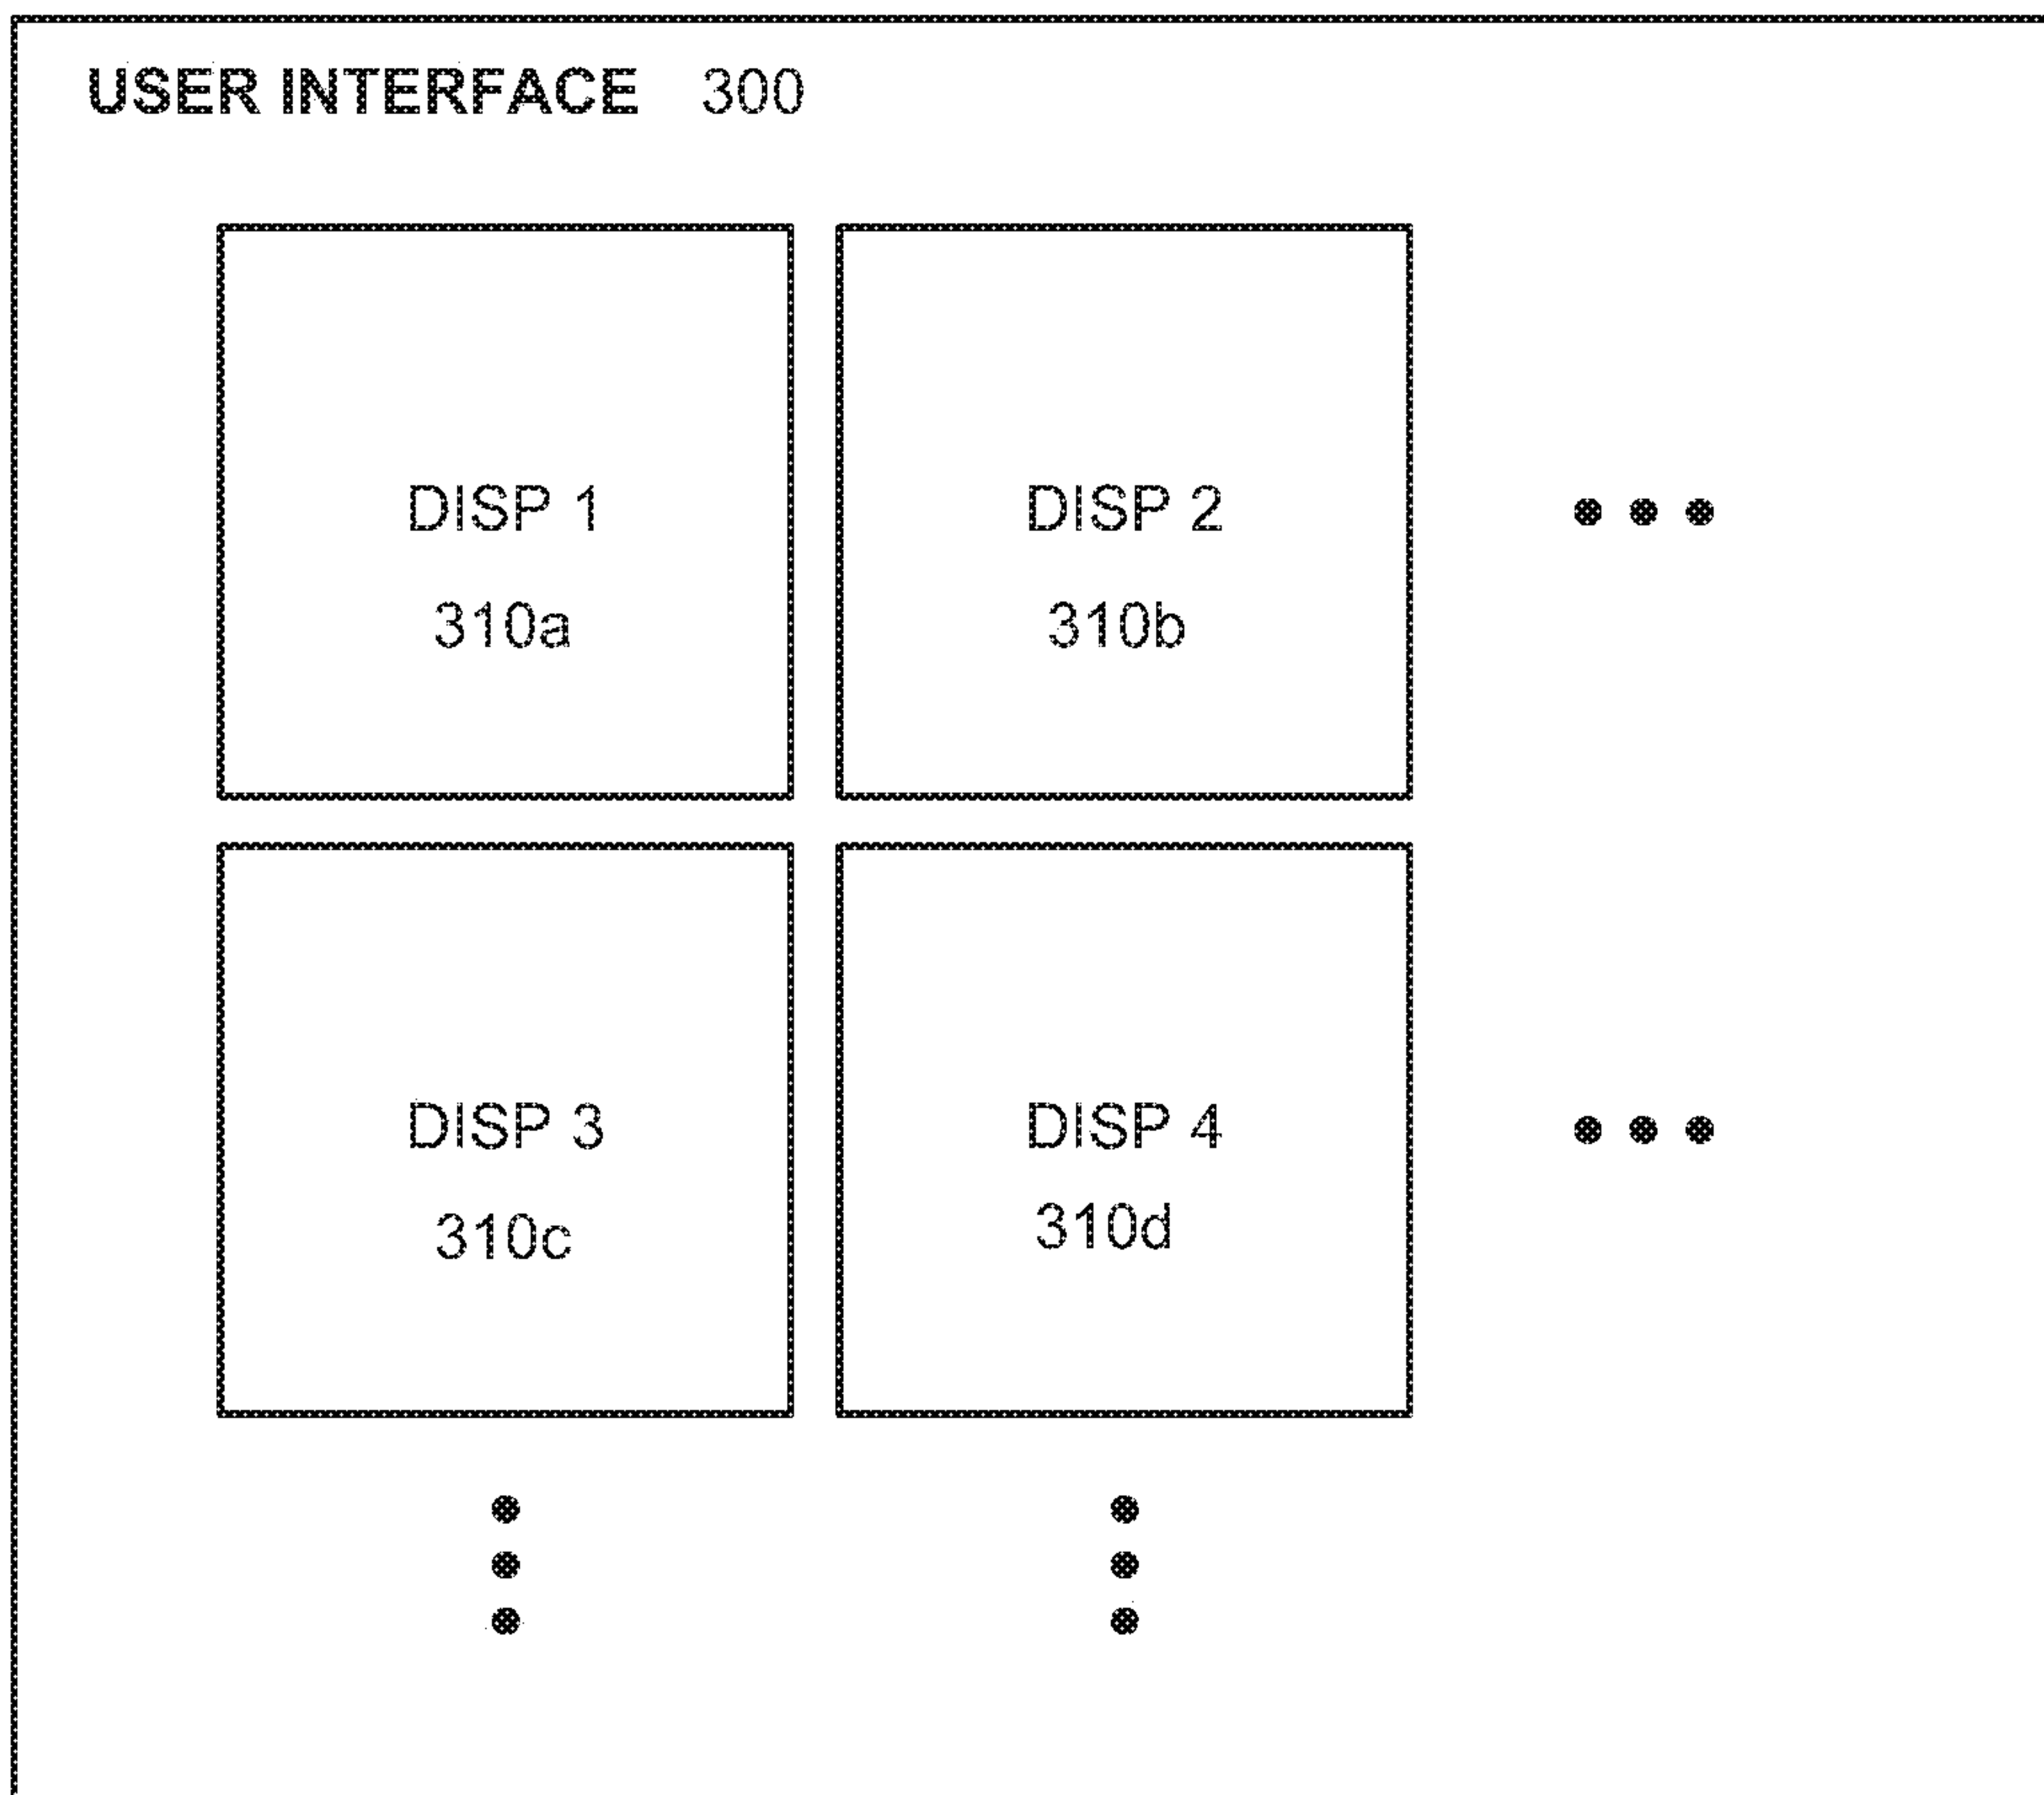 USER INTERFACE 300
DISP 1
310a
DISP 2
310b
DISP 3
310c
DISP 4
310d